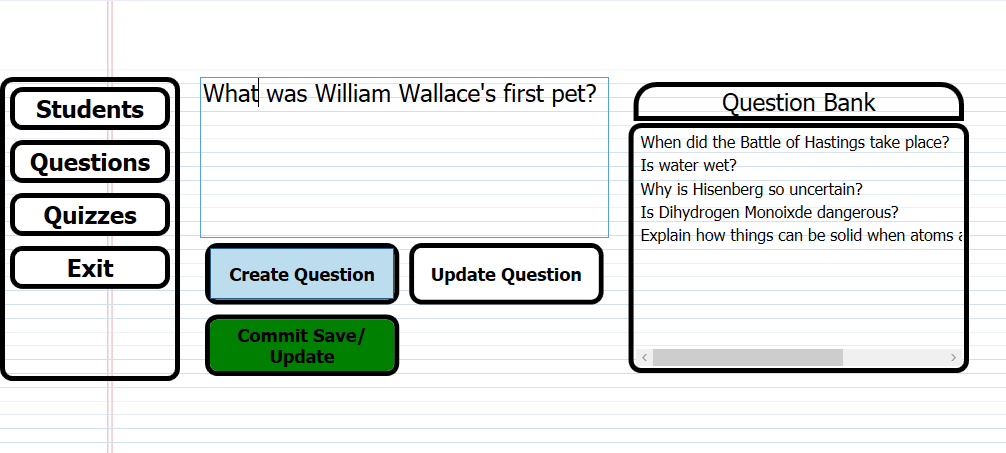 Students
Questions
Quizzes
Exit
What was William Wallace's first pet?
Create Question
Update Question
Commit Save/
Update
Question Bank
When did the Battle of Hastings take place?
Is water wet?
Why is Hisenberg so uncertain?
Is Dihydrogen Monoixde dangerous?
Explain how things can be solid when atoms